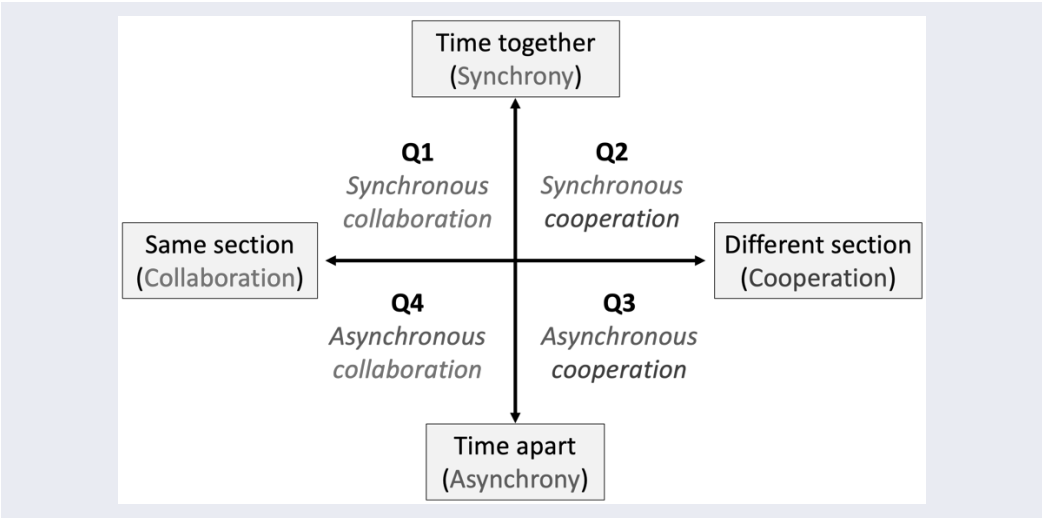 Time together
(Synchrony)
Q1
Synchronous
collaboration
Q2
Synchronous
cooperation
Same section
(Collaboration)
Different section
(Cooperation)
Q4
Asynchronous
collaboration
Q3
Asynchronous
cooperation
Time apart
(Asynchrony)